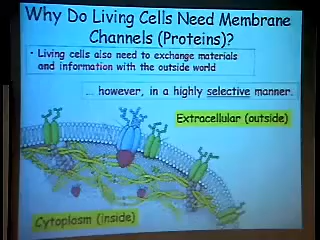 Why Do Living Cells Need Membrane
Channels (Proteins)?
• Living cells also need to exchange materials
and information with the outside world
... however, in a highly selective manner.
Extracellular (outside)
Cytoplasm (inside)